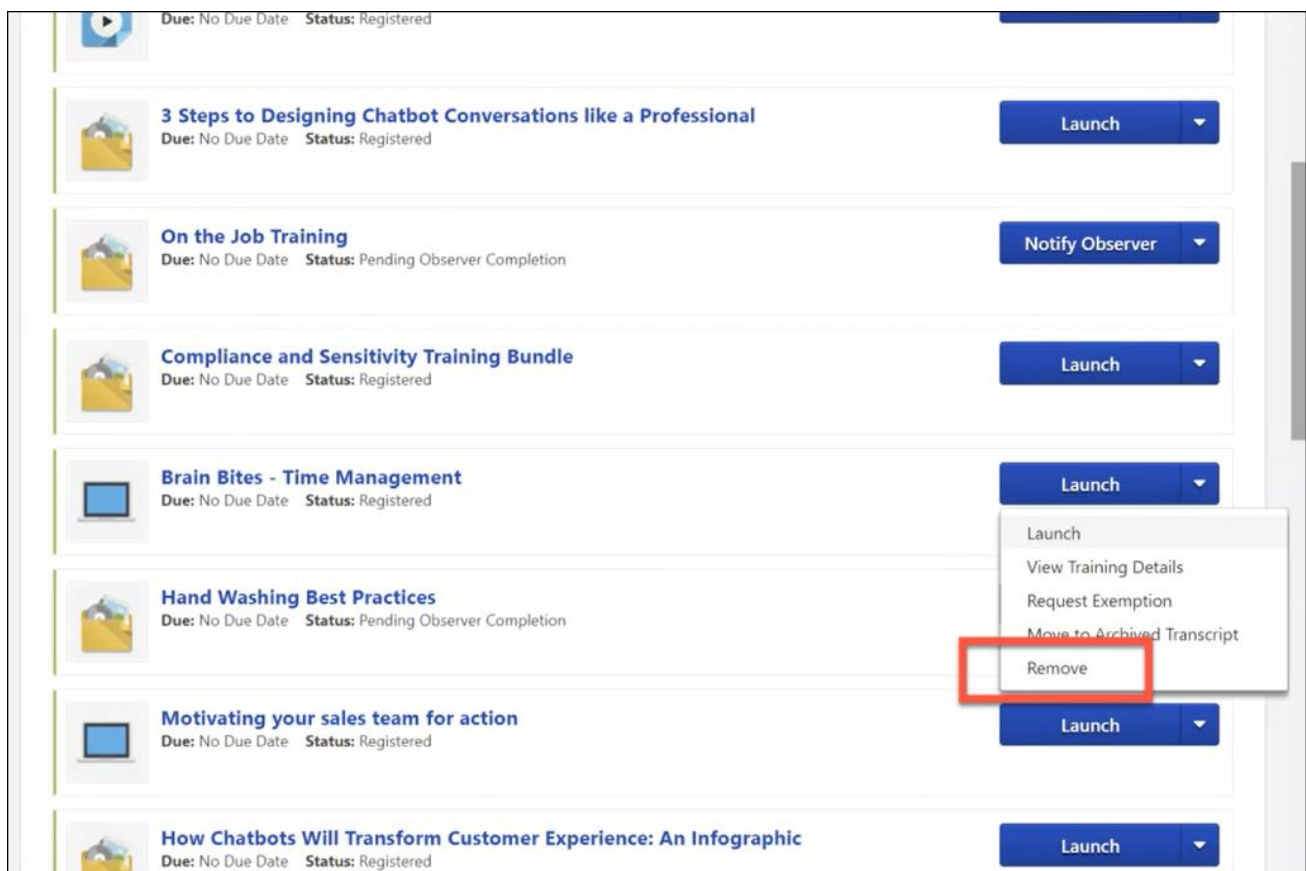 Due: No Due Date Status: Registered
3 Steps to Designing Chatbot Conversations like a Professional
Due: No Due Date Status: Registered
Launch
On the Job Training
Due: No Due Date Status: Pending Observer Completion
Notify Observer
Compliance and Sensitivity Training Bundle
Due: No Due Date Status: Registered
Launch
Brain Bites - Time Management
Due: No Due Date Status: Registered
Launch
Launch
View Training Details
Request Exemption
Move to Archived Transcript
Remove
Hand Washing Best Practices
Due: No Due Date Status: Pending Observer Completion
Motivating your sales team for action
Due: No Due Date Status: Registered
Launch
How Chatbots Will Transform Customer Experience: An Infographic
Due: No Due Date Status: Registered
Launch